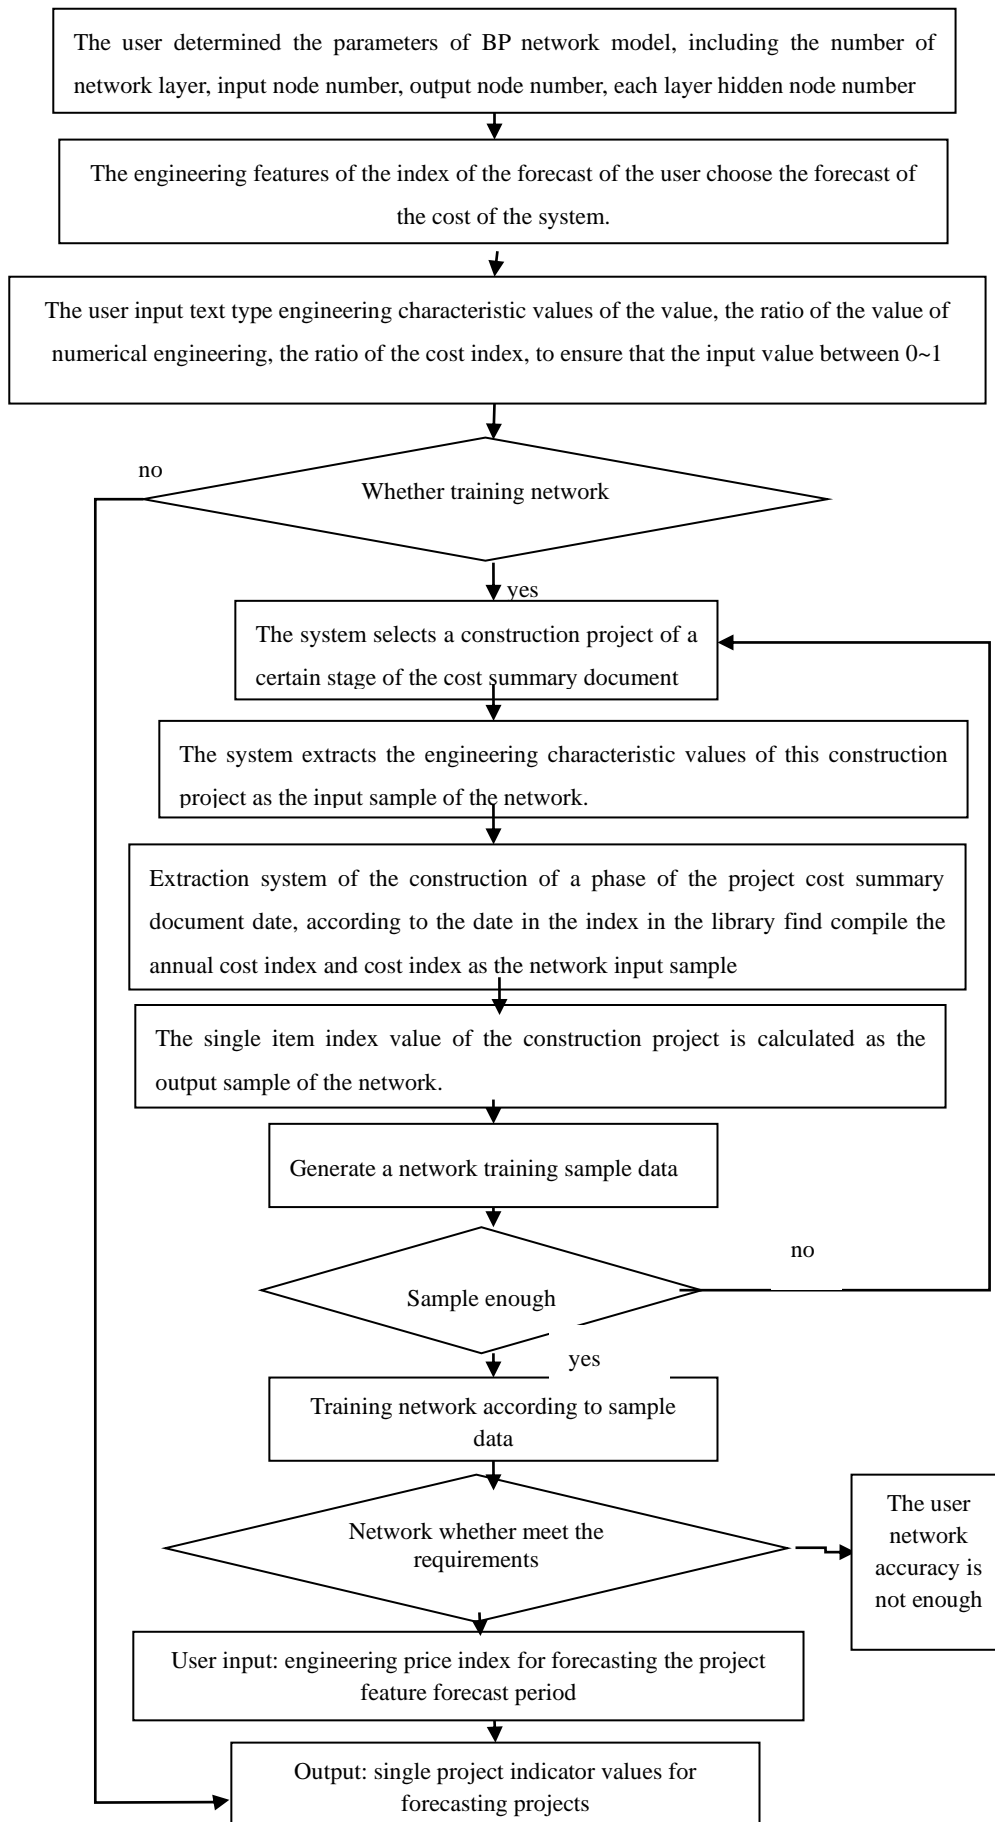 The user determined the parameters of BP network model, including the number of
network layer, input node number, output node number, each layer hidden node number
The engineering features of the index of the forecast of the user choose the forecast of
the cost of the system.
The user input text type engineering characteristic values of the value, the ratio of the value of
numerical engineering, the ratio of the cost index, to ensure that the input value between 0~1
no
Whether training network
yes
The system selects a construction project of a
certain stage of the cost summary document
The system extracts the engineering characteristic values of this construction
project as the input sample of the network.
Extraction system of the construction of a phase of the project cost summary
document date, according to the date in the index in the library find compile the
annual cost index and cost index as the network input sample
The single item index value of the construction project is calculated as the
output sample of the network.
Generate a network training sample data
no
Sample enough
yes
Training network according to sample
data
Network whether meet the
requirements
The user
network
accuracy is
not enough
User input: engineering price index for forecasting the project
feature forecast period
Output: single project indicator values for
forecasting projects